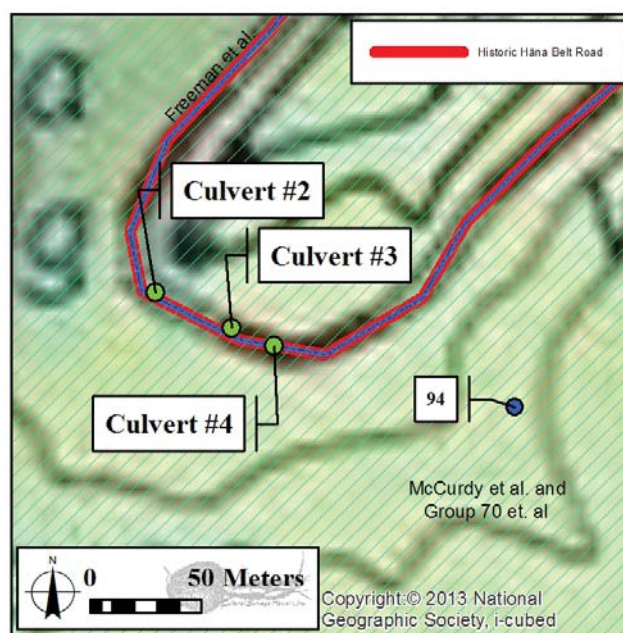 Historic Hāna Belt Road
Freeman et al.
Culvert #2
Culvert #3
94
Culvert #4
McCurdy et al. and
Group 70 et. al
N
0 50 Meters
Copyright:© 2013 National
Geographic Society, i-cubed